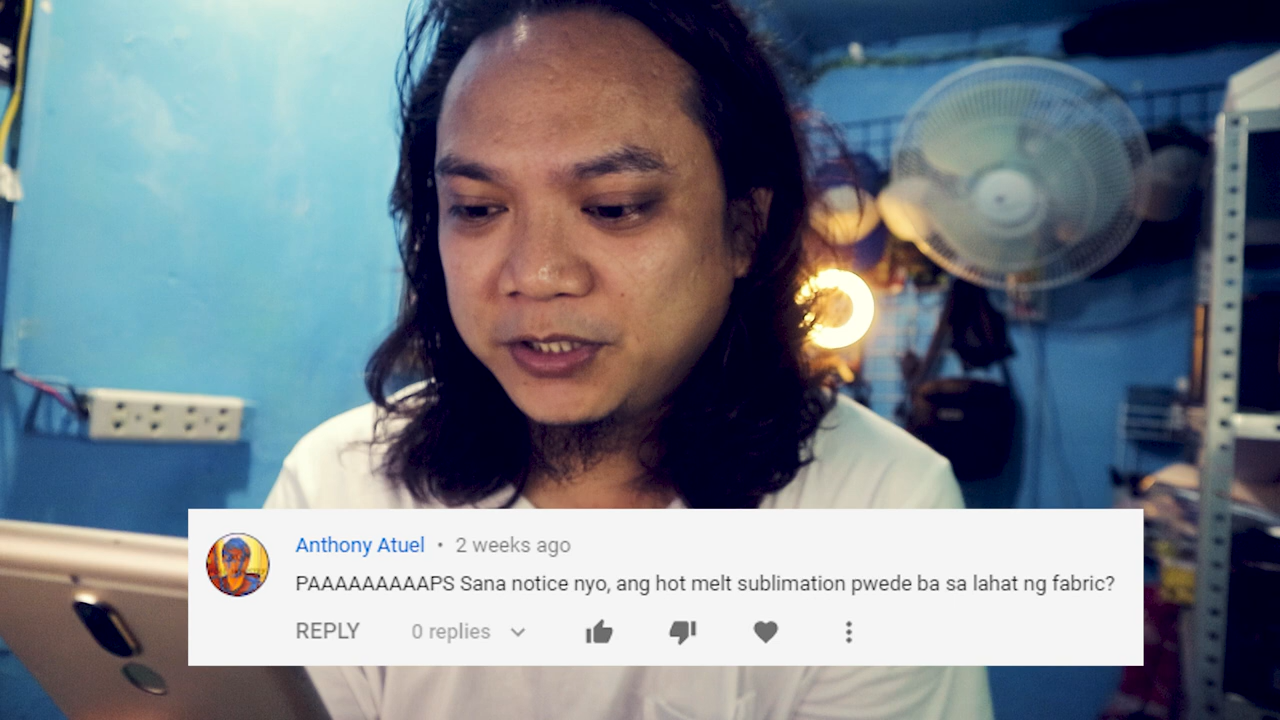 Anthony Atuel • 2 weeks ago
PAAAAAAAAAPS Sana notice nyo, ang hot melt sublimation pwede ba sa lahat ng fabric?
REPLY 0 replies